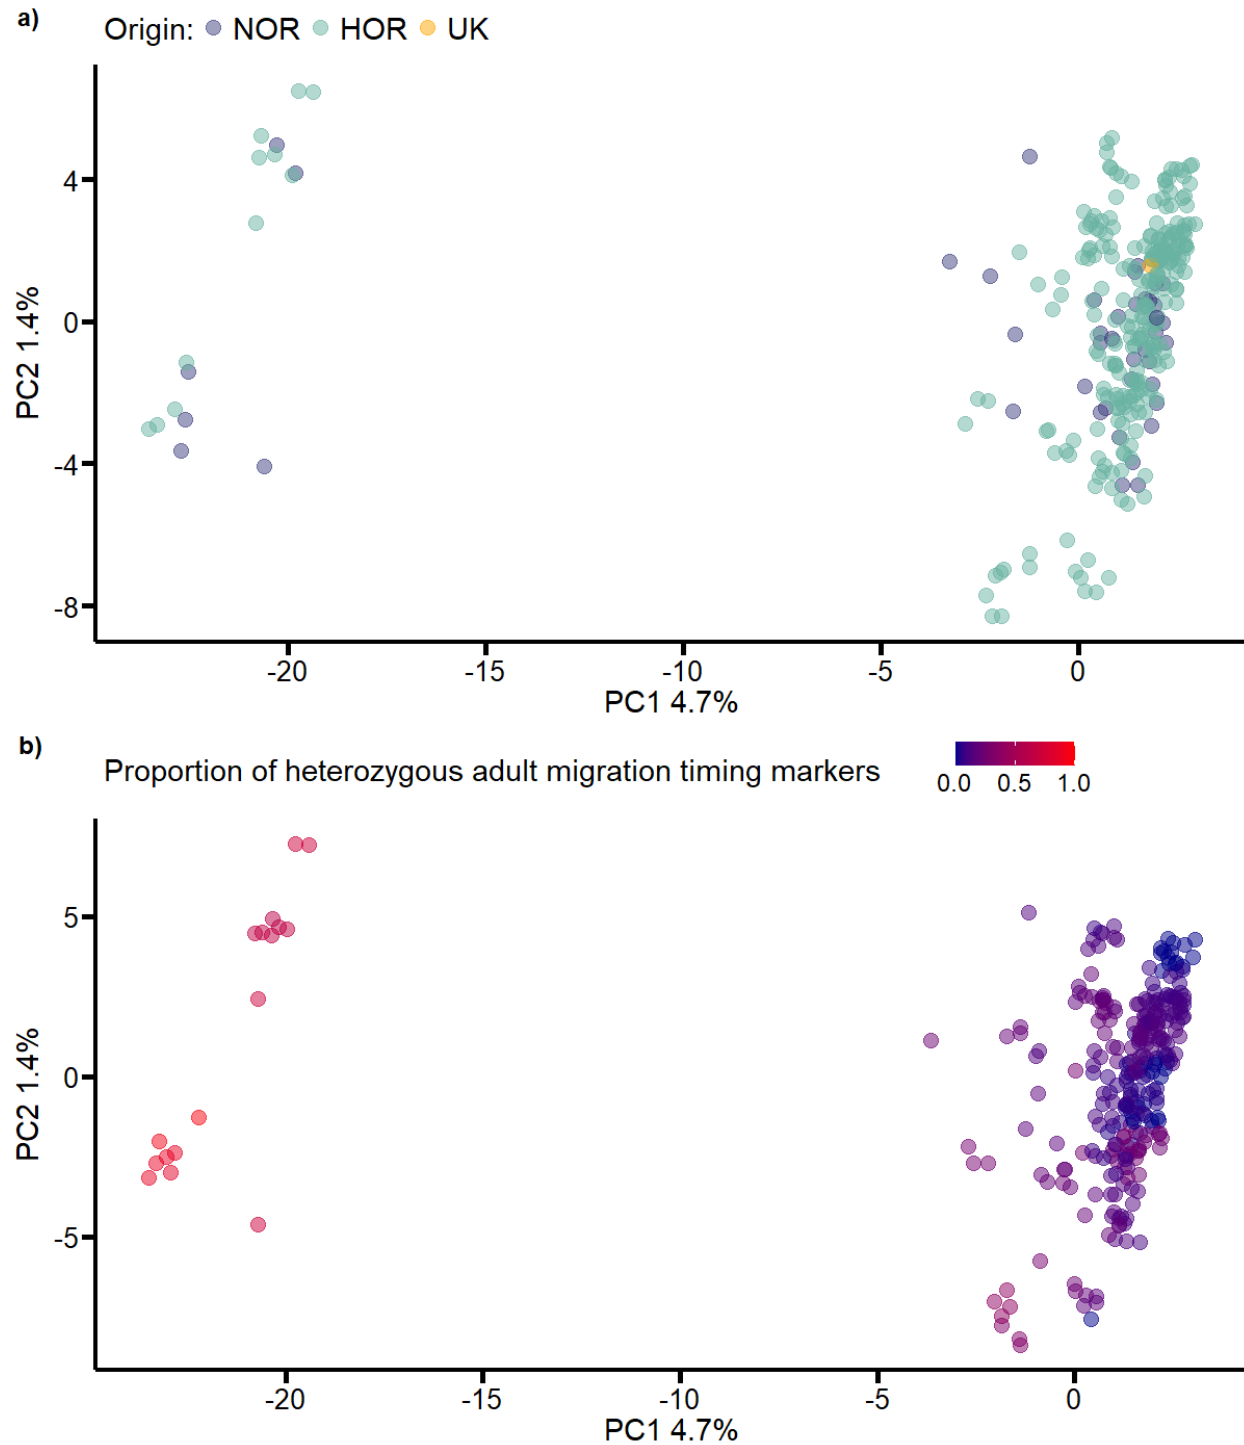 a)
Origin: NOR HOR UK
4
0
-4
-8
PC2 1.4%
-20 -15 -10 -5 0
PC1 4.7%
b)
Proportion of heterozygous adult migration timing markers
0.0 0.5 1.0
5
0
-5
PC2 1.4%
-20 -15 -10 -5 0
PC1 4.7%